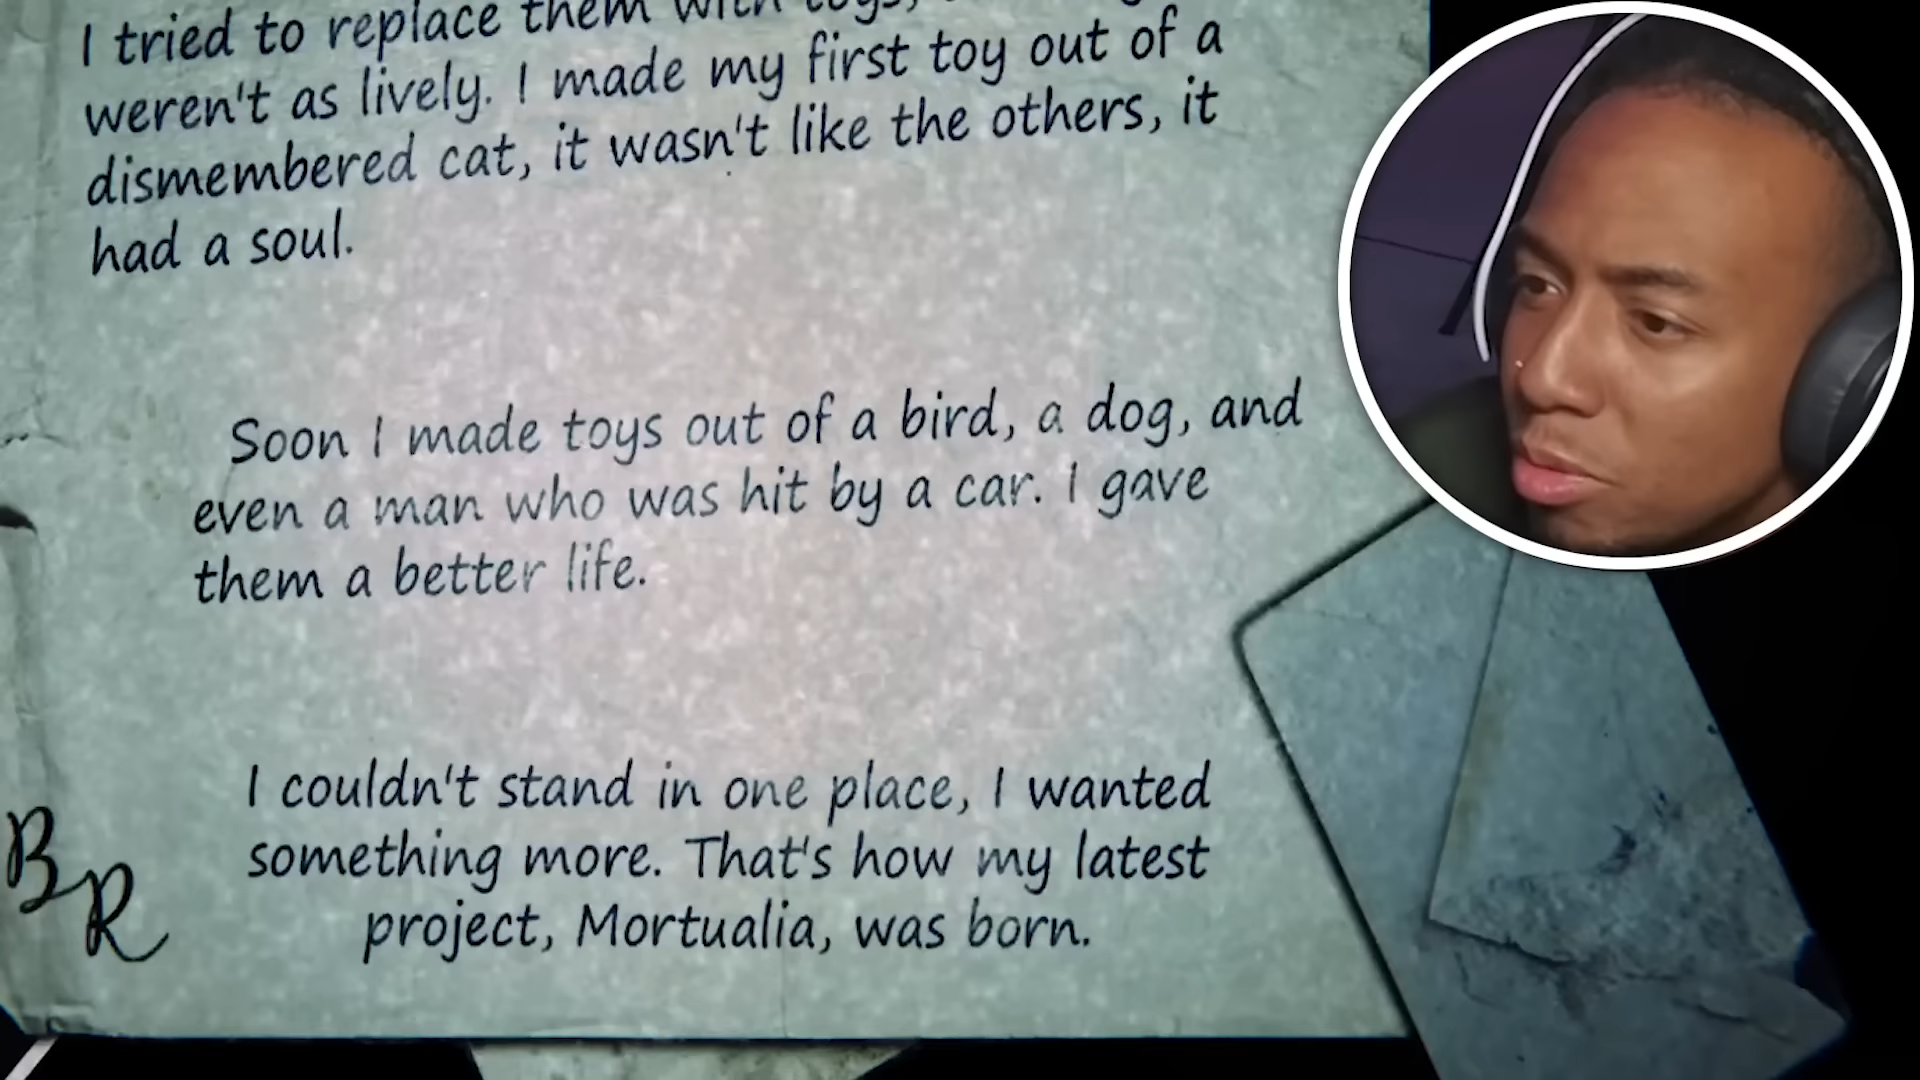 I tried to replace them with toys,
weren't as lively. I made my first toy out of a
dismembered cat, it wasn't like the others, it
had a soul.
Soon I made toys out of a bird, a dog, and
even a man who was hit by a car. I gave
them a better life.
I couldn't stand in one place, I wanted
something more. That's how my latest
project, Mortualia, was born.
BR